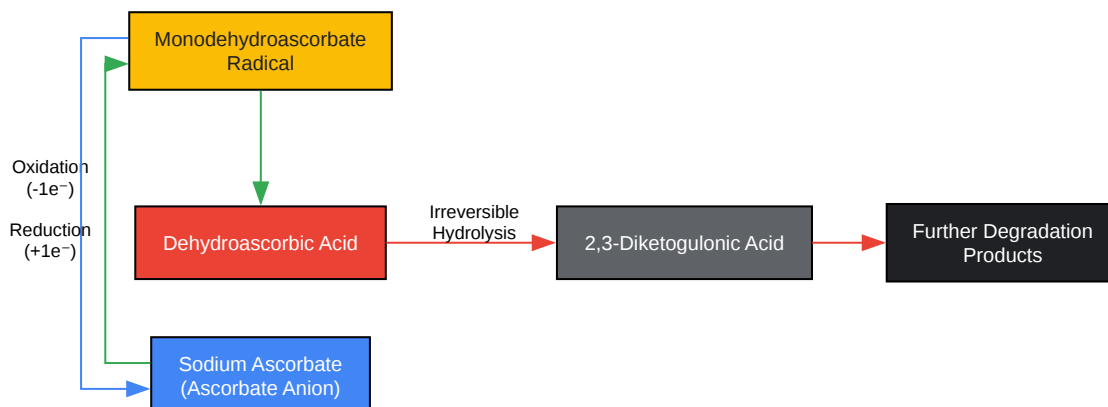 Monodehydroascorbate
Radical
Oxidation
(-1e⁻)
Reduction
(+1e⁻)
Dehydroascorbic Acid
Irreversible
Hydrolysis
2,3-Diketogulonic Acid
Further Degradation
Products
Sodium Ascorbate
(Ascorbate Anion)